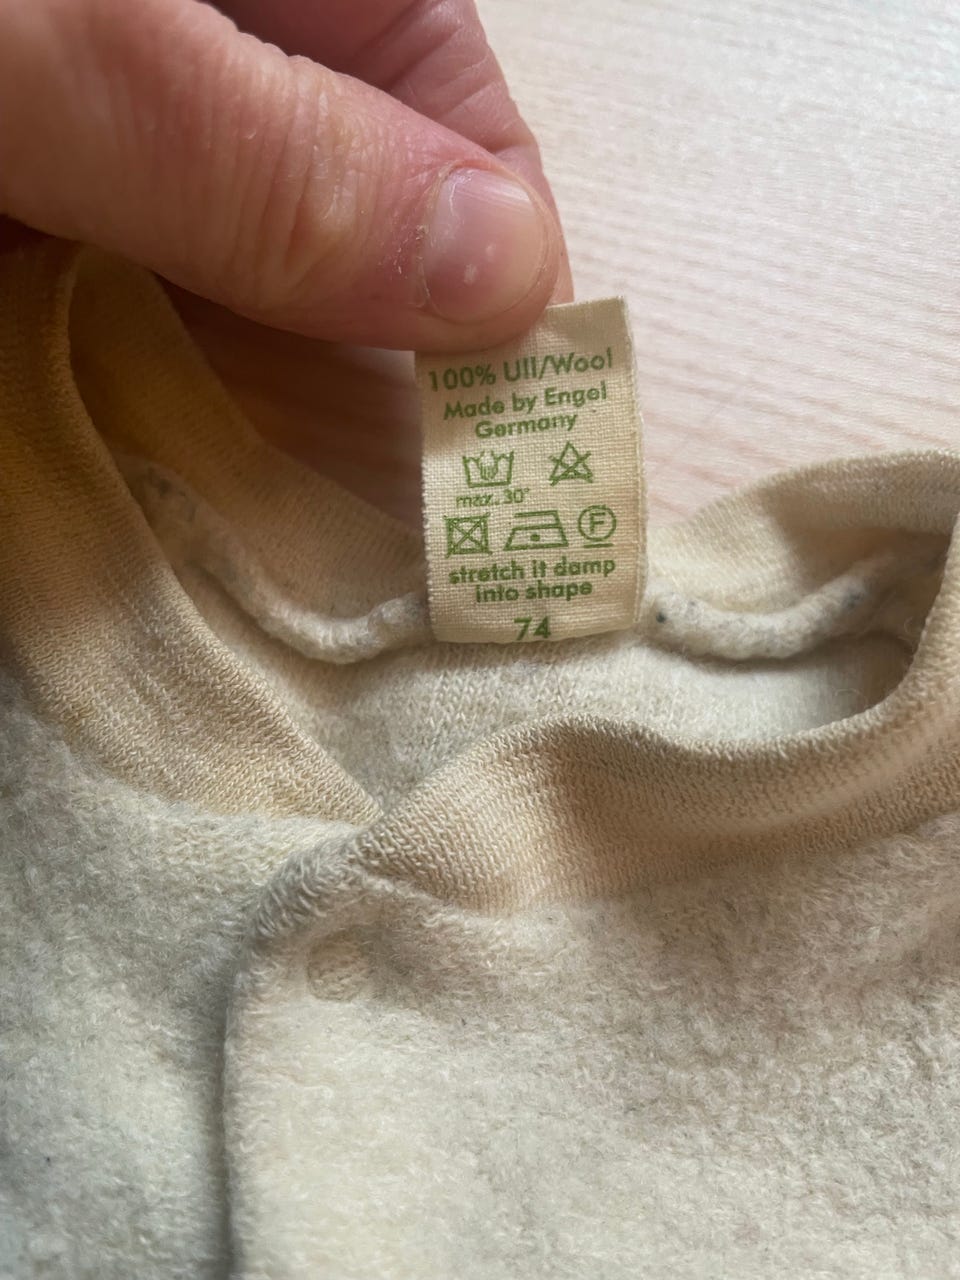 100% Ull/Wool
Made by Engel
Germany
max. 30°
F
stretch it damp
into shape
74